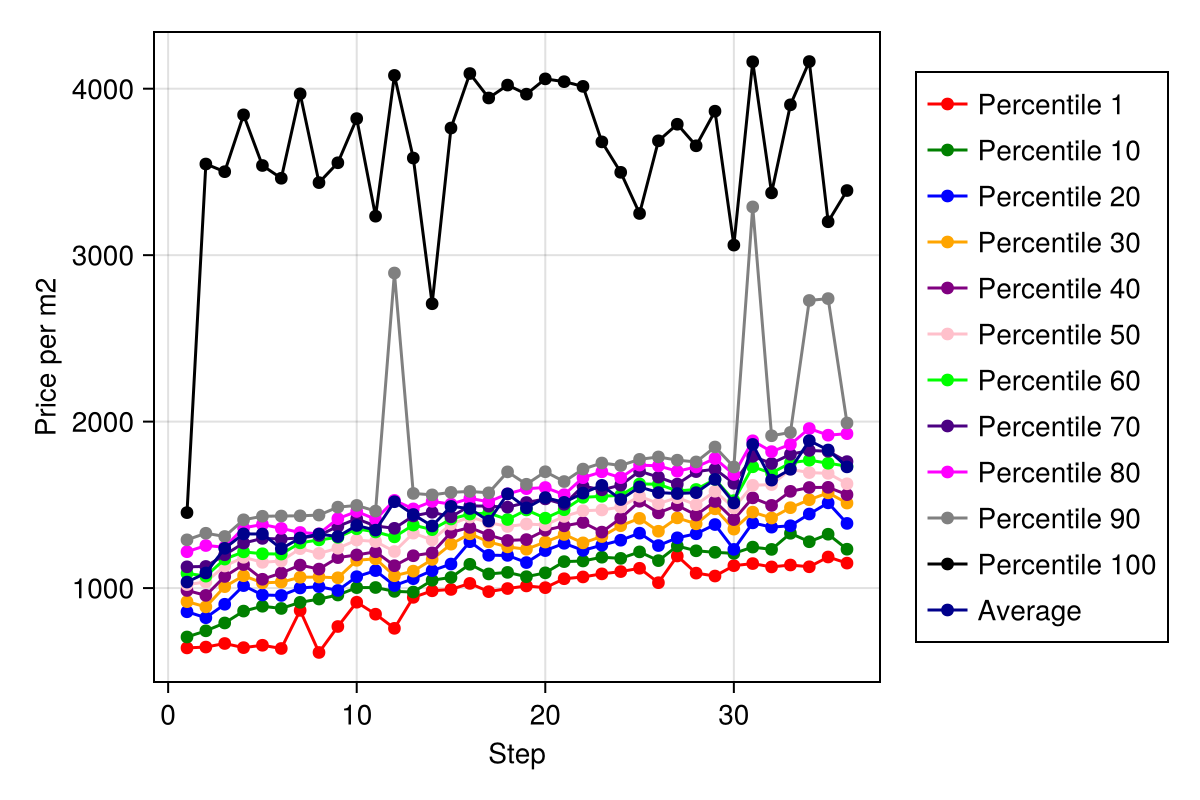 4000
3000
2000
1000
Price per m2
0
10
20
30
Step
Percentile 1
Percentile 10
Percentile 20
Percentile 30
Percentile 40
Percentile 50
Percentile 60
Percentile 70
Percentile 80
Percentile 90
Percentile 100
Average